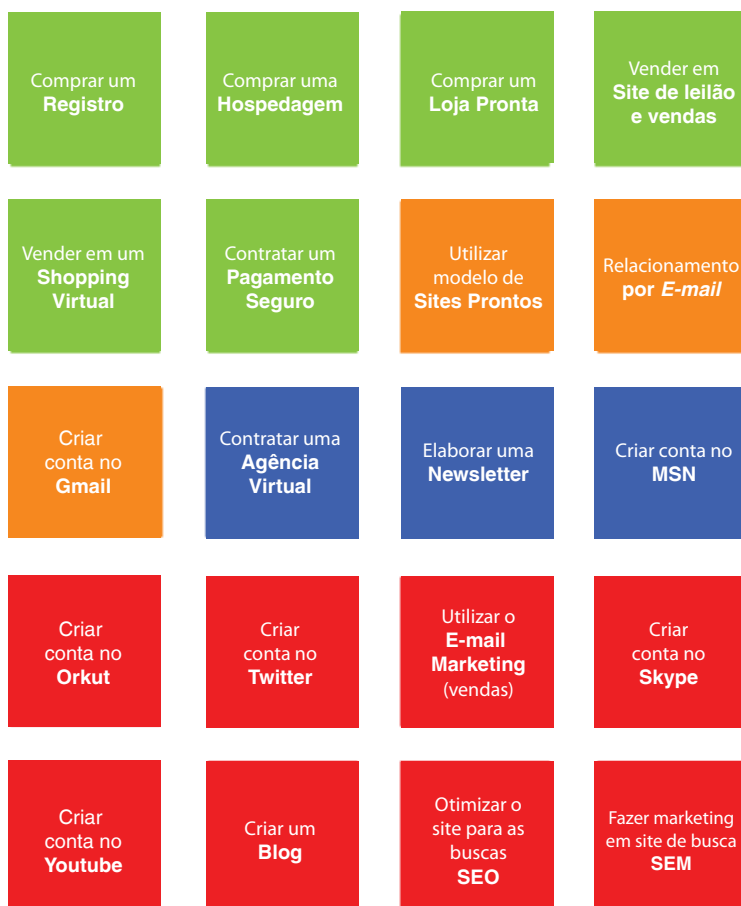 Comprar um
Registro
Comprar uma
Hospedagem
Comprar um
Loja Pronta
Vender em
Site de leilão
e vendas
Vender em um
Shopping
Virtual
Contratar um
Pagamento
Seguro
Utilizar
modelo de
Sites Prontos
Relacionamento
por E-mail
Criar
conta no
Gmail
Contratar uma
Agência
Virtual
Elaborar uma
Newsletter
Criar conta no
MSN
Criar
conta no
Orkut
Criar
conta no
Twitter
Utilizar o
E-mail
Marketing
(vendas)
Criar
conta no
Skype
Criar
conta no
Youtube
Criar um
Blog
Otimizar o
site para as
buscas
SEO
Fazer marketing
em site de busca
SEM